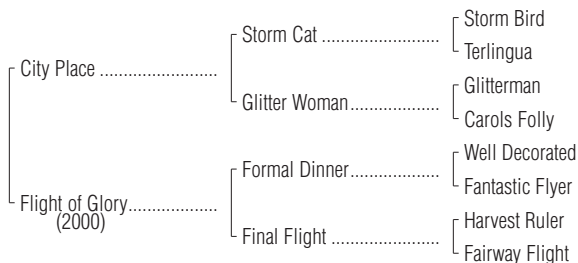 Storm Bird
Storm Cat ........................
Terlingua
City Place ........................
Glitterman
Glitter Woman..................
Carols Folly
Well Decorated
Formal Dinner..................
Fantastic Flyer
Flight of Glory..................
(2000)
Harvest Ruler
Final Flight ......................
Fairway Flight